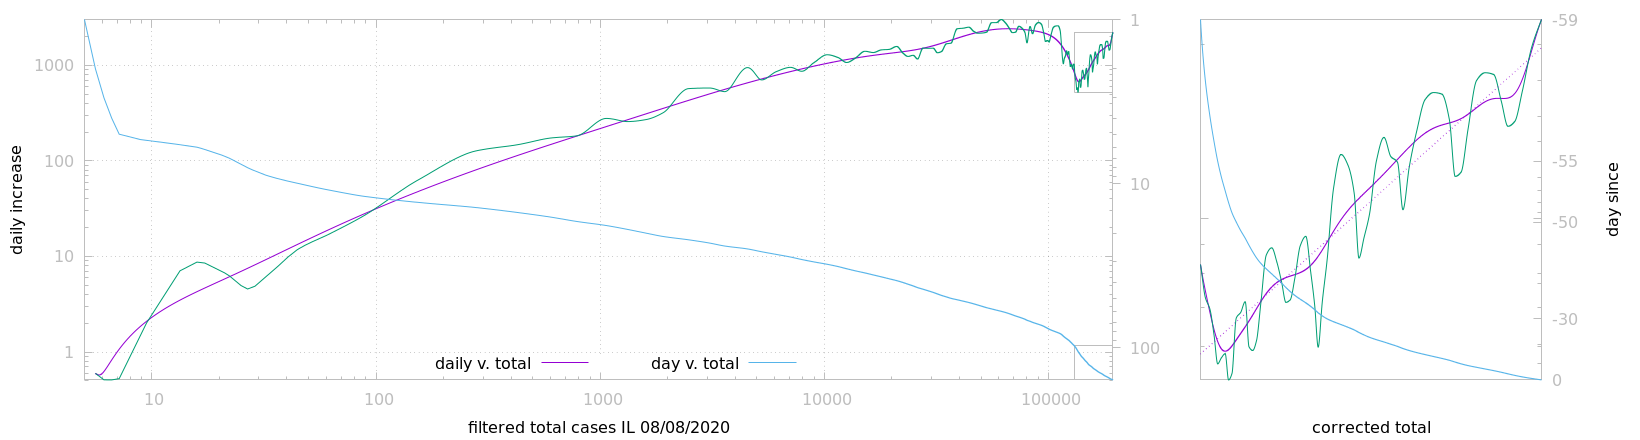 1000
100
10
1
daily increase
10
100
1000
10000
100000
filtered total cases IL 08/08/2020
daily v. total
day v. total
1
10
100
-59
-55
-50
-30
0
day since
corrected total